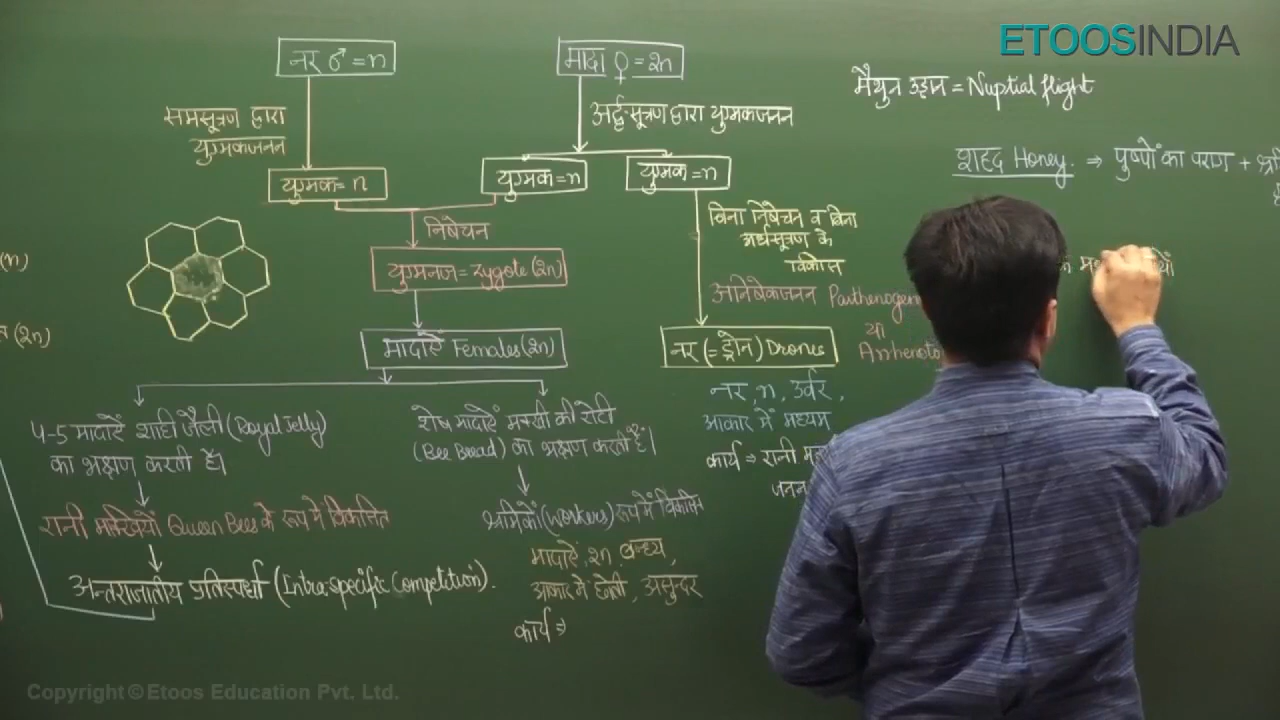 ETOOSINDIA
नर ♂ = n
मादा ♀ = 2n
मैथुन उड़ान = Nuptial flight
समसूत्रण द्वारा
युग्मकजनन
अर्द्धसूत्रण द्वारा युग्मकजनन
शहद Honey. ⇒ पुष्पों का पराग +
युग्मक = n
युग्मक = n
युग्मक = n
निषेचन
बिना निषेचन व बिना
अर्धसूत्रण के
विकास
(n)
युग्मनज = Zygote (2n)
अनिषेकजनन Parthenogen
या
Arrhenoto
(2n)
मादाऐं Females (2n)
नर (= ड्रोन) Drones
नर, n, उर्वर,
आकार में मध्यम
कार्य ⇒ रानी
जनन
4-5 मादाऐं शाही जैली (Royal Jelly)
का भक्षण करती हैं।
शेष मादाऐं मक्खी की रोटी
(Bee Bread) का भक्षण करती हैं।
रानी मक्खियों Queen Bees के रूप में विकसित
श्रमिकों (Workers) रूप में विकसित
अन्तराजातीय प्रतिस्पर्धा (Intra specific Competition).
मादाऐं, 2n, बन्ध्य,
आकार में छोटी, असुन्दर
कार्य ⇒
Copyright © Etoos Education Pvt. Ltd.